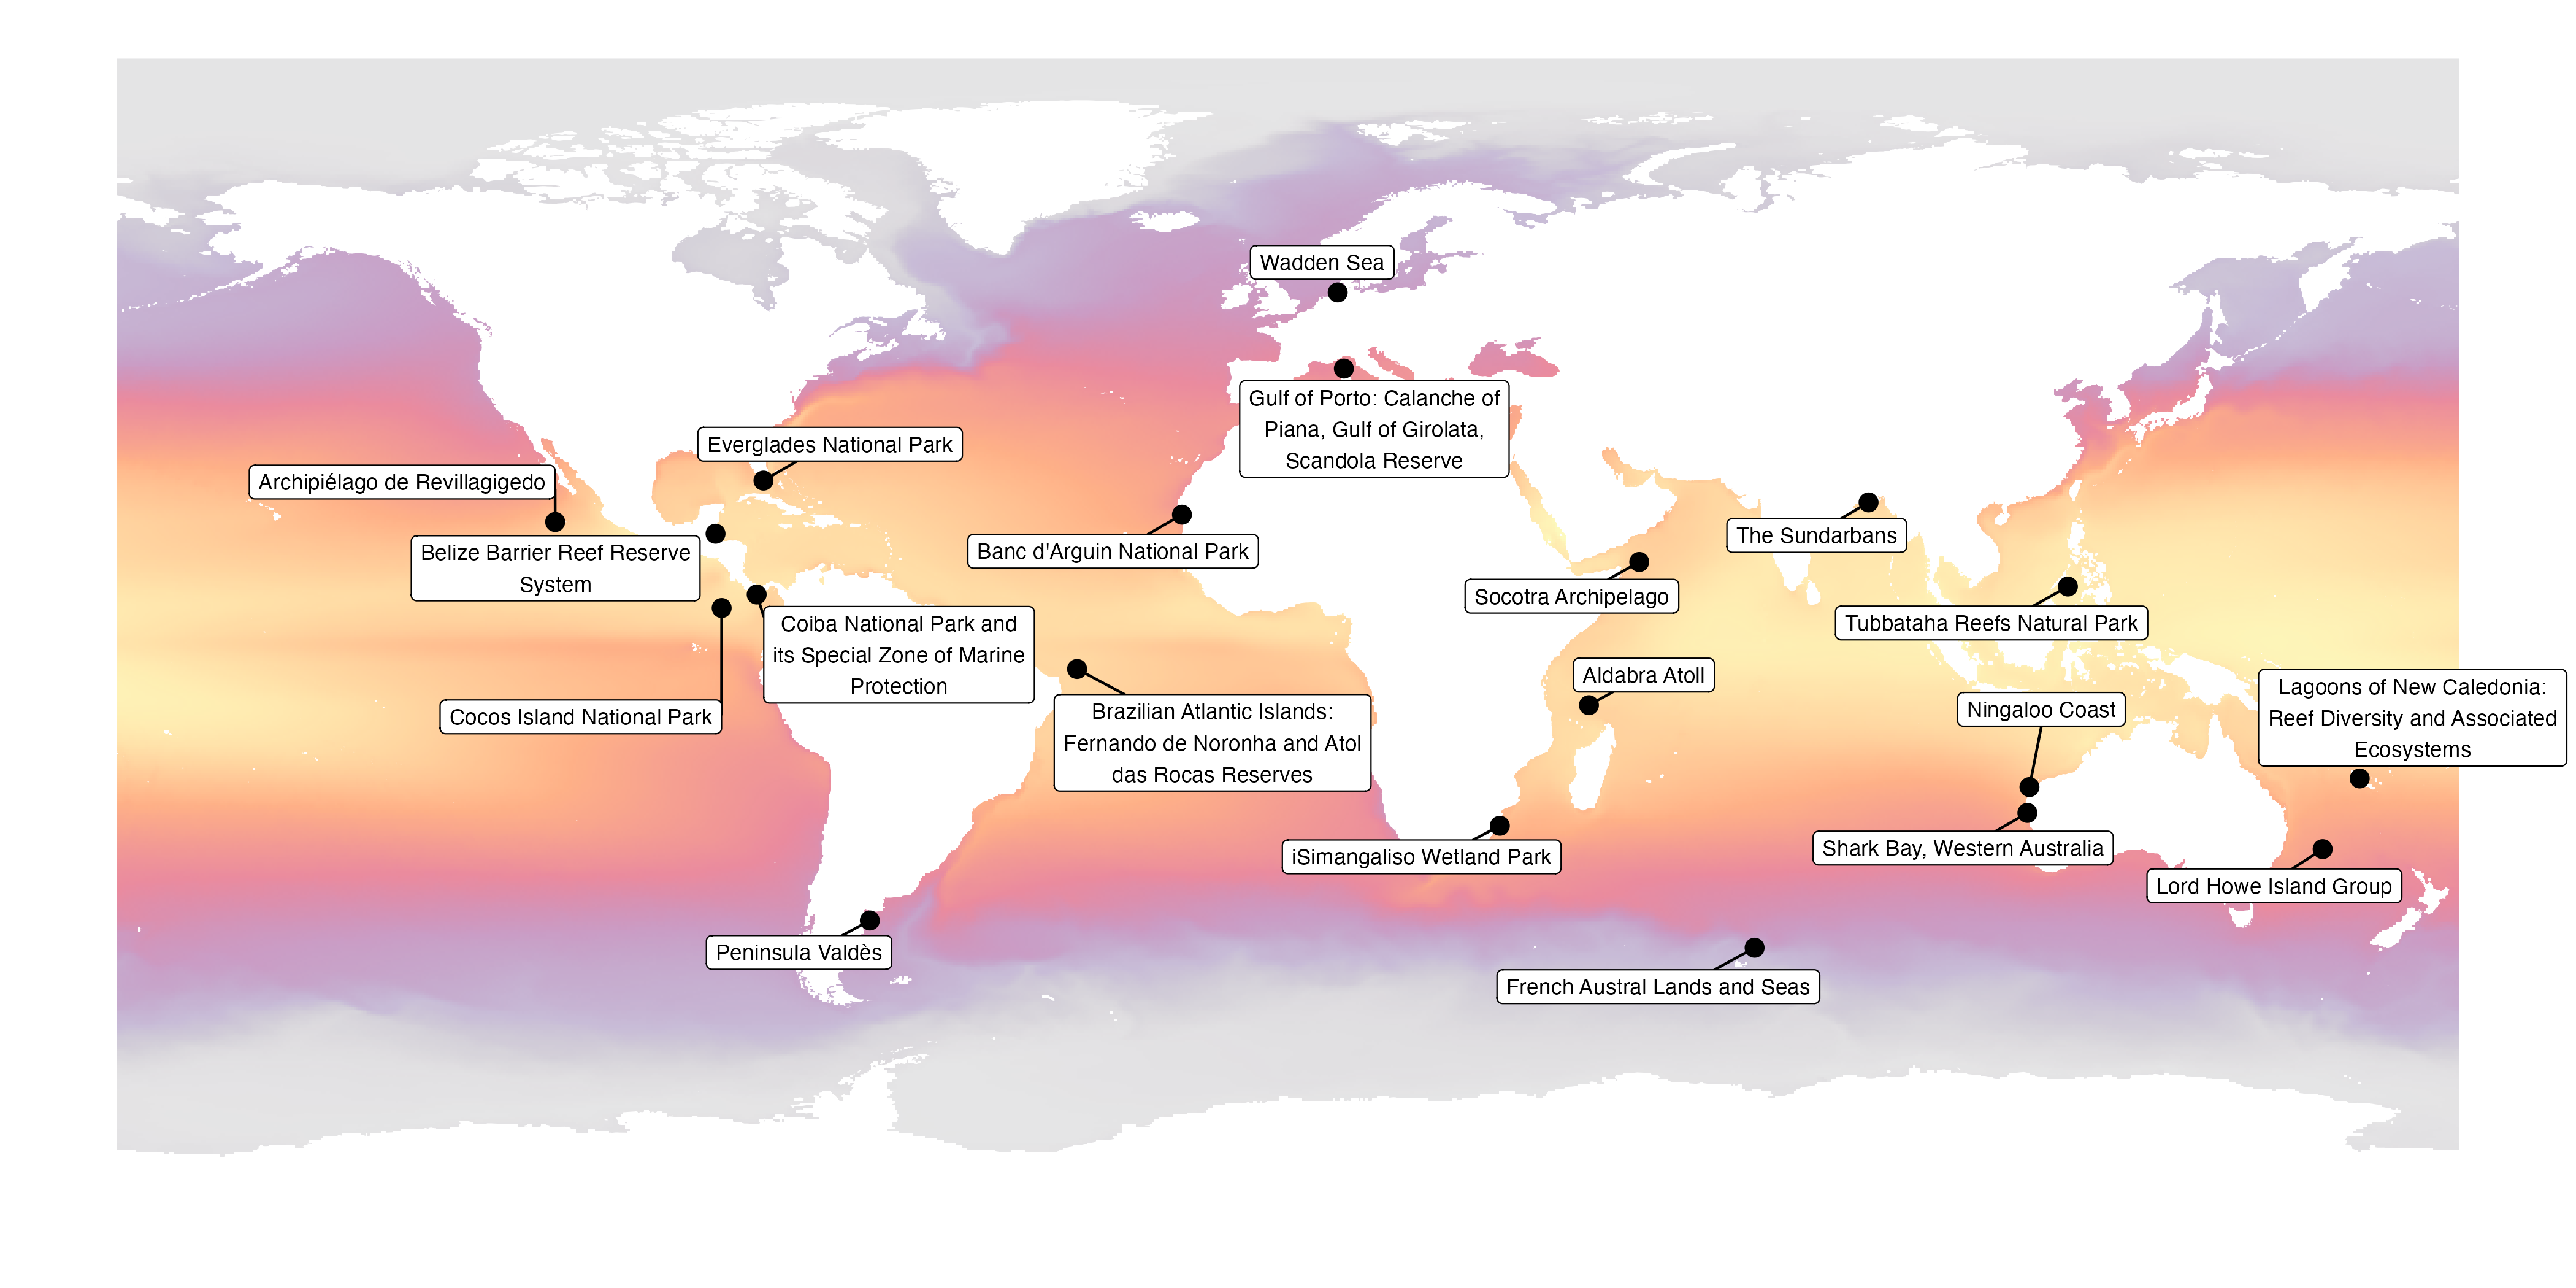 Wadden Sea
Gulf of Porto: Calanche of
Piana, Gulf of Girolata,
Scandola Reserve
Everglades National Park
Archipiélago de Revillagigedo
Belize Barrier Reef Reserve
System
Banc d'Arguin National Park
The Sundarbans
Socotra Archipelago
Tubbataha Reefs Natural Park
Coiba National Park and
its Special Zone of Marine
Protection
Cocos Island National Park
Aldabra Atoll
Brazilian Atlantic Islands:
Fernando de Noronha and Atol
das Rocas Reserves
Ningaloo Coast
Lagoons of New Caledonia:
Reef Diversity and Associated
Ecosystems
iSimangaliso Wetland Park
Shark Bay, Western Australia
Lord Howe Island Group
Peninsula Valdès
French Austral Lands and Seas